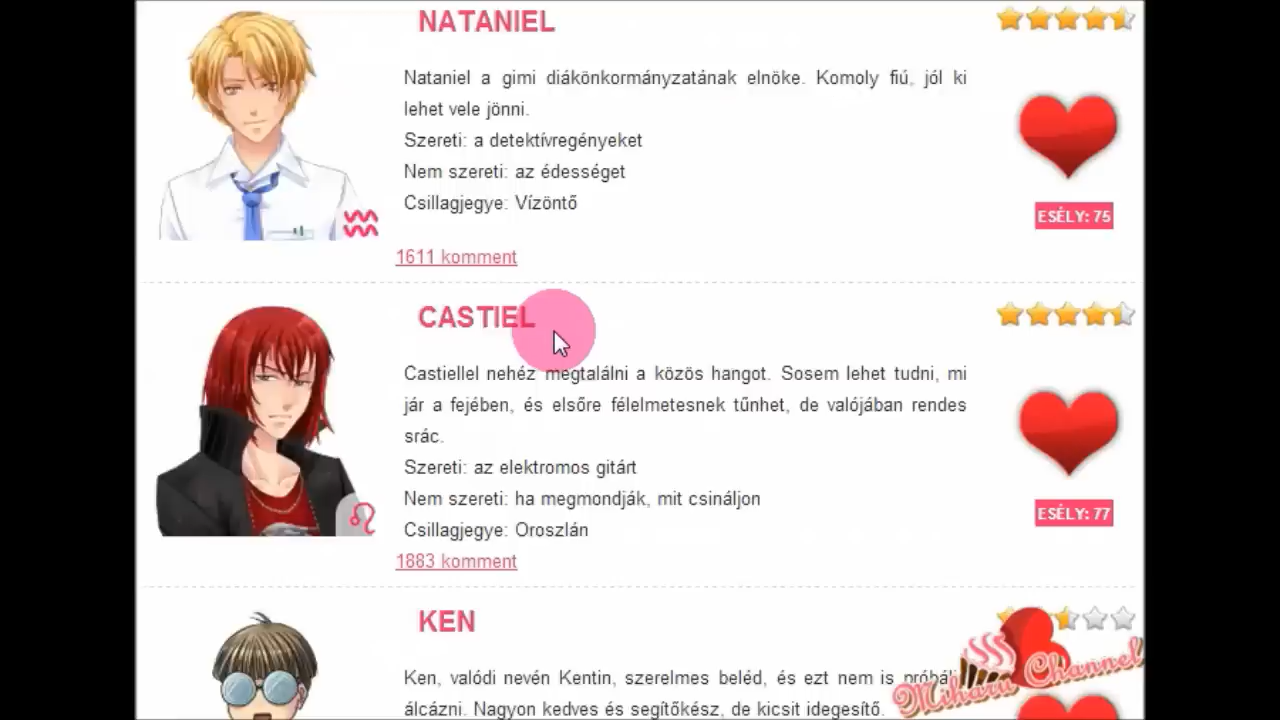 NATANIEL
Nataniel a gimi diákönkormányzatának elnöke. Komoly fiú, jól ki
lehet vele jönni.
Szereti: a detektívregényeket
Nem szereti: az édességet
Csillagjegye: Vízöntő
ESÉLY: 75
1611 komment
CASTIEL
Castiellel nehéz megtalálni a közös hangot. Sosem lehet tudni, mi
jár a fejében, és elsőre félelmetesnek tűnhet, de valójában rendes
srác.
Szereti: az elektromos gitárt
Nem szereti: ha megmondják, mit csináljon
Csillagjegye: Oroszlán
ESÉLY: 77
1883 komment
KEN
Ken, valódi nevén Kentin, szerelmes beléd, és ezt nem is
álcázni. Nagyon kedves és segítőkész, de kicsit idegesítő.
Miharu Channel